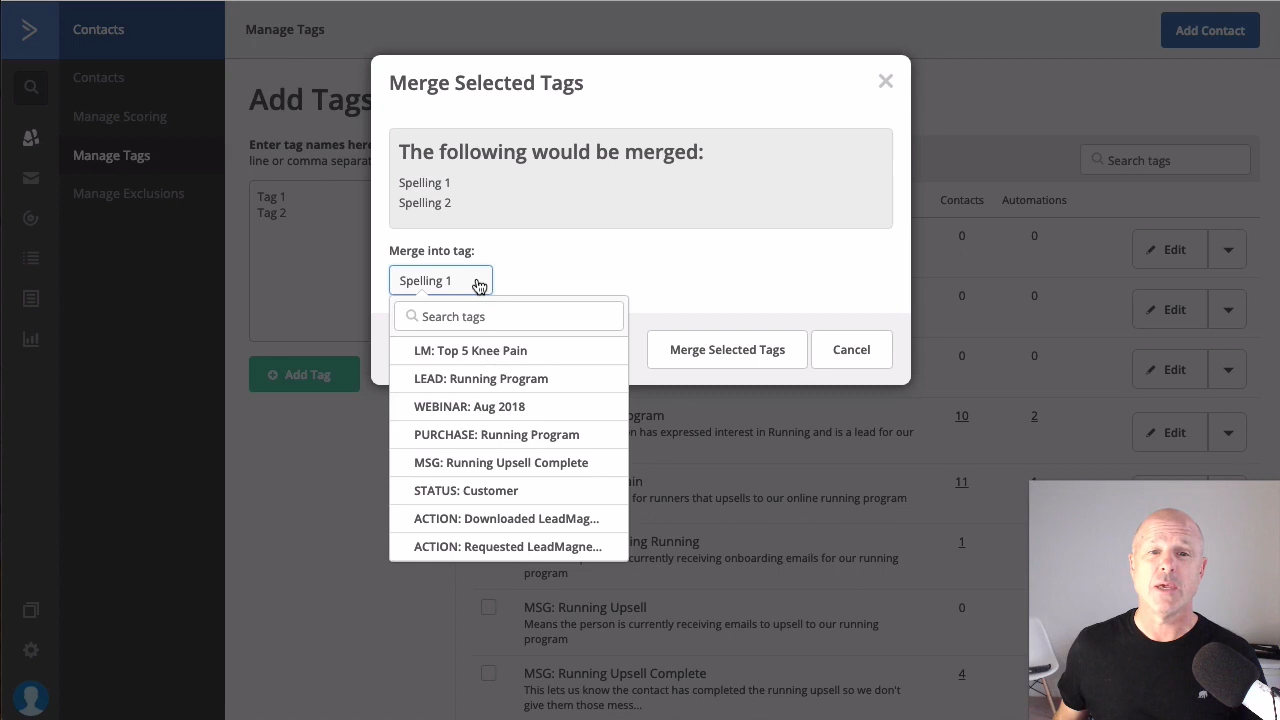 Contacts
Manage Tags
Add Contact
Contacts
Manage Scoring
Manage Tags
Manage Exclusions
Add Tags
Enter tag names here
line or comma separat
Tag 1
Tag 2
Add Tag
Merge Selected Tags
The following would be merged:
Spelling 1
Spelling 2
Merge into tag:
Spelling 1
Search tags
LM: Top 5 Knee Pain
LEAD: Running Program
WEBINAR: Aug 2018
PURCHASE: Running Program
MSG: Running Upsell Complete
STATUS: Customer
ACTION: Downloaded LeadMag...
ACTION: Requested LeadMagne...
Merge Selected Tags
Cancel
Search tags
Contacts Automations
0 0 Edit
0 0 Edit
0 0 Edit
ogram 10 2 Edit
on has expressed interest in Running and is a lead for our
ain 11
for runners that upsells to our online running program
ing Running 1
currently receiving onboarding emails for our running
program
MSG: Running Upsell 0
Means the person is currently receiving emails to upsell to our running
program
MSG: Running Upsell Complete 4
This lets us know the contact has completed the running upsell so we don't
give them those mess...